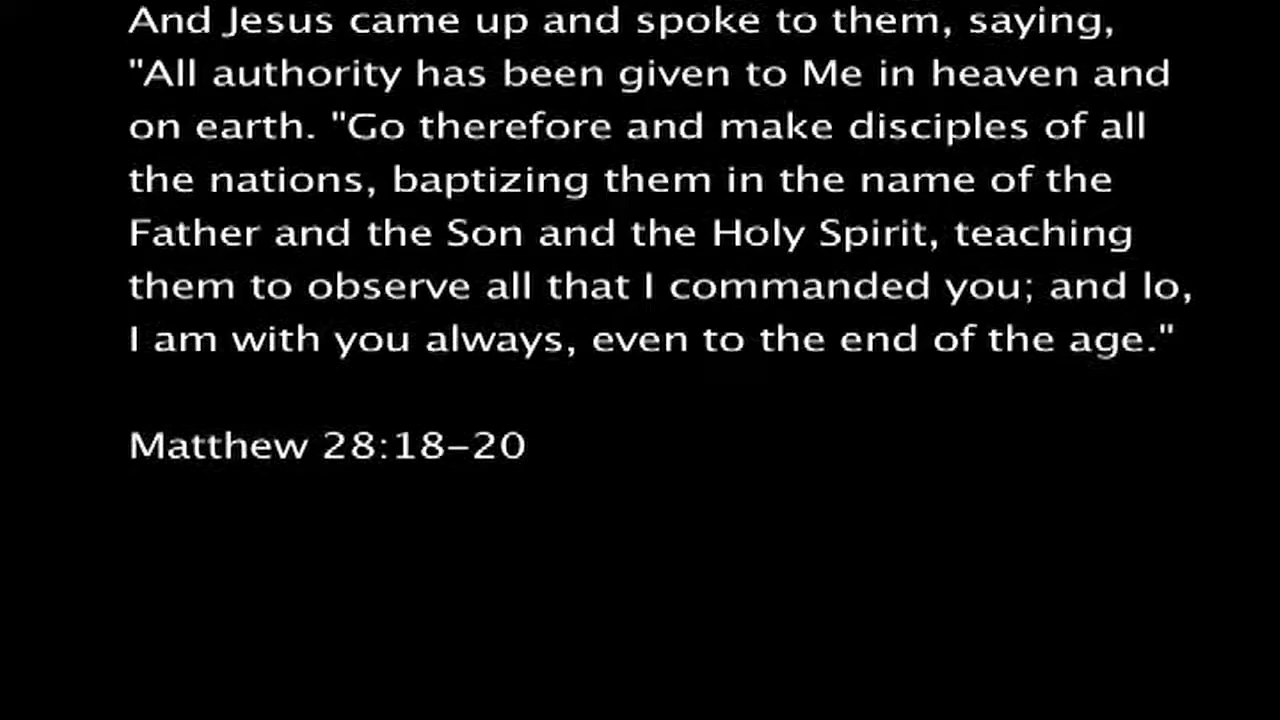 And Jesus came up and spoke to them, saying,
"All authority has been given to Me in heaven and
on earth. "Go therefore and make disciples of all
the nations, baptizing them in the name of the
Father and the Son and the Holy Spirit, teaching
them to observe all that I commanded you; and lo,
I am with you always, even to the end of the age."
Matthew 28:18–20